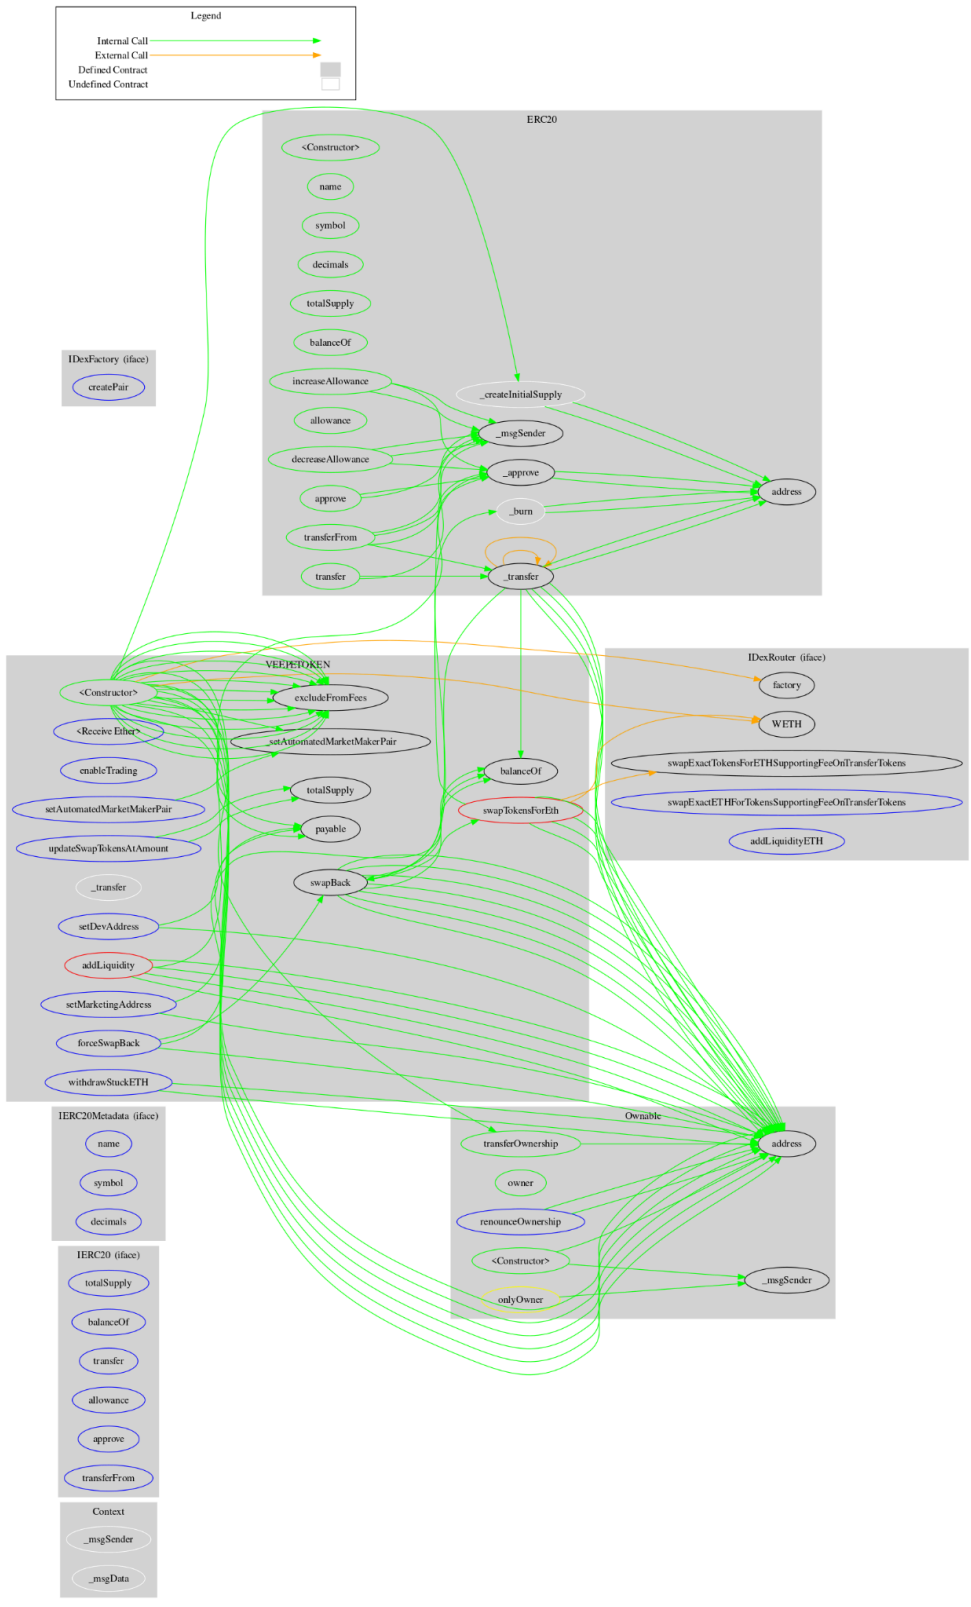 Legend
Internal Call
External Call
Defined Contract
Undefined Contract
ERC20
<Constructor>
name
symbol
decimals
totalSupply
balanceOf
increaseAllowance
allowance
decreaseAllowance
approve
transferFrom
transfer
_createInitialSupply
_msgSender
_approve
_burn
_transfer
address
IDexFactory (iface)
createPair
VEEPETOKEN
<Constructor>
<Receive Ether>
enableTrading
setAutomatedMarketMakerPair
updateSwapTokensAtAmount
_transfer
setDevAddress
addLiquidity
setMarketingAddress
forceSwapBack
withdrawStuckETH
excludeFromFees
_setAutomatedMarketMakerPair
totalSupply
payable
swapBack
balanceOf
swapTokensForEth
IDexRouter (iface)
factory
WETH
swapExactTokensForETHSupportingFeeOnTransferTokens
swapExactETHForTokensSupportingFeeOnTransferTokens
addLiquidityETH
Ownable
transferOwnership
owner
renounceOwnership
<Constructor>
onlyOwner
address
_msgSender
IERC20Metadata (iface)
name
symbol
decimals
IERC20 (iface)
totalSupply
balanceOf
transfer
allowance
approve
transferFrom
Context
_msgSender
_msgData